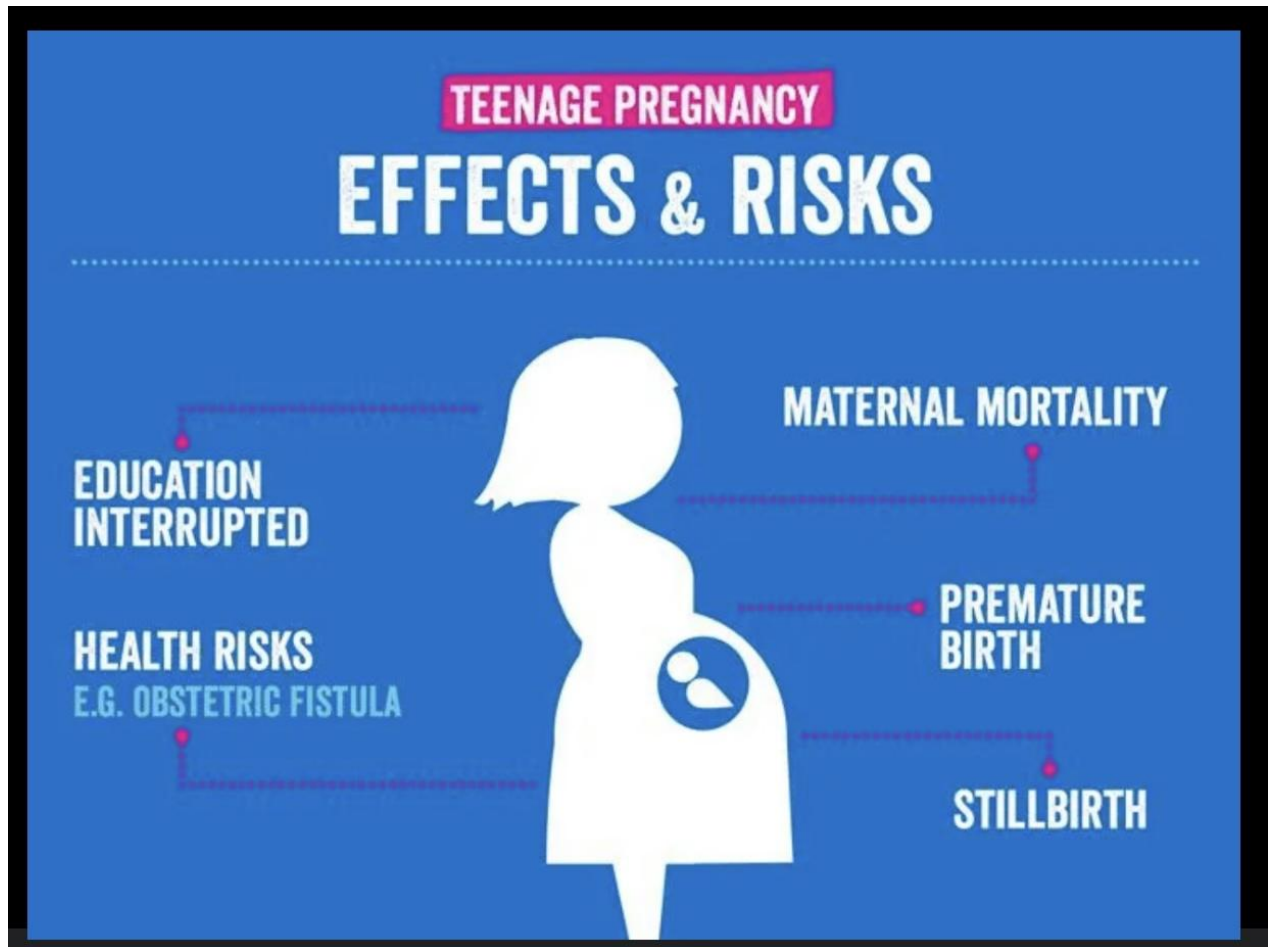 TEENAGE PREGNANCY
EFFECTS & RISKS
EDUCATION
INTERRUPTED
HEALTH RISKS
E.G. OBSTETRIC FISTULA
MATERNAL MORTALITY
PREMATURE
BIRTH
STILLBIRTH